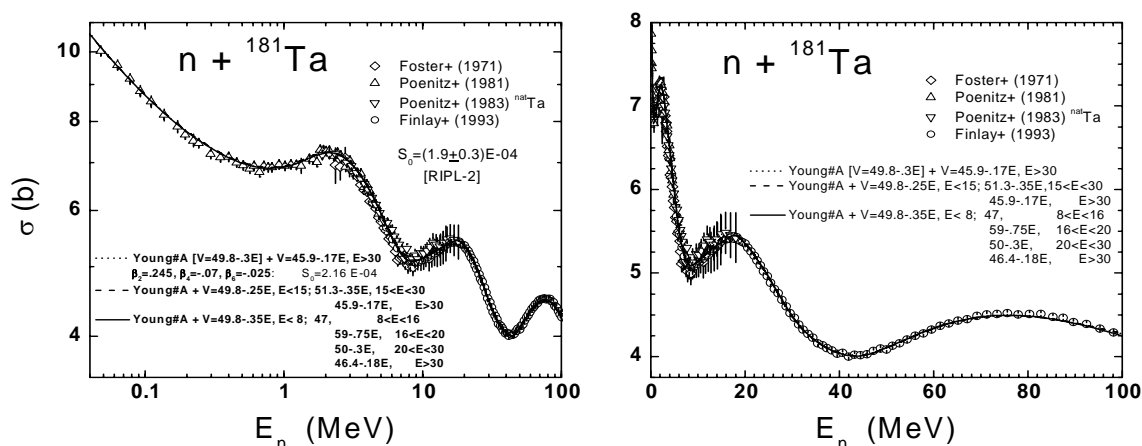 n + ¹⁸¹Ta
Foster+ (1971)
Poenitz+ (1981)
Poenitz+ (1983) ⁿᵃᵗTa
Finlay+ (1993)
S₀=(1.9±0.3)E-04
[RIPL-2]
Young#A [V=49.8-.3E] + V=45.9-.17E, E>30
β₂=.245, β₄=-.07, β₆=-.025: S₀=2.16 E-04
Young#A + V=49.8-.25E, E<15; 51.3-.35E, 15<E<30
45.9-.17E, E>30
Young#A + V=49.8-.35E, E< 8; 47, 8<E<16
59-.75E, 16<E<20
50-.3E, 20<E<30
46.4-.18E, E>30
σ (b)
10
8
6
4
0.1
1
10
100
Eₙ (MeV)
n + ¹⁸¹Ta
Foster+ (1971)
Poenitz+ (1981)
Poenitz+ (1983) ⁿᵃᵗTa
Finlay+ (1993)
Young#A [V=49.8-.3E] + V=45.9-.17E, E>30
Young#A + V=49.8-.25E, E<15; 51.3-.35E,15<E<30
45.9-.17E, E>30
Young#A + V=49.8-.35E, E< 8; 47, 8<E<16
59-.75E, 16<E<20
50-.3E, 20<E<30
46.4-.18E, E>30
8
7
6
5
4
0
20
40
60
80
100
Eₙ (MeV)